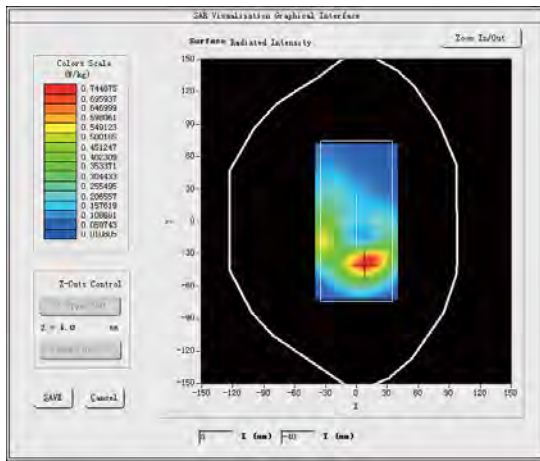 SAR Visualisation Graphical Interface
Surface Radiated Intensity
Zoom In/Out
Colors Scale
(W/kg)
0.744875
0.695937
0.646999
0.598061
0.549123
0.500185
0.451247
0.402309
0.353371
0.304433
0.255495
0.206557
0.157619
0.108681
0.059743
0.010805
150
120
90
60
30
0
-30
-60
-90
-120
-150
Y
-150 -120 -90 -60 -30 0 30 60 90 120 150
X
Z-Cuts Control
mm
SAVE
Cancel
X (mm)
Y (mm)